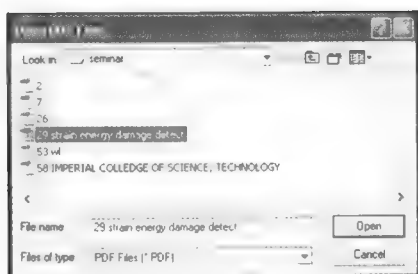 Look in seminar
2
7
26
29 strain energy damage detect
53 wl
58 IMPERIAL COLLEDGE OF SCIENCE, TECHNOLOGY
File name 29 strain energy damage detect Open
Files of type PDF Files (*.PDF) Cancel